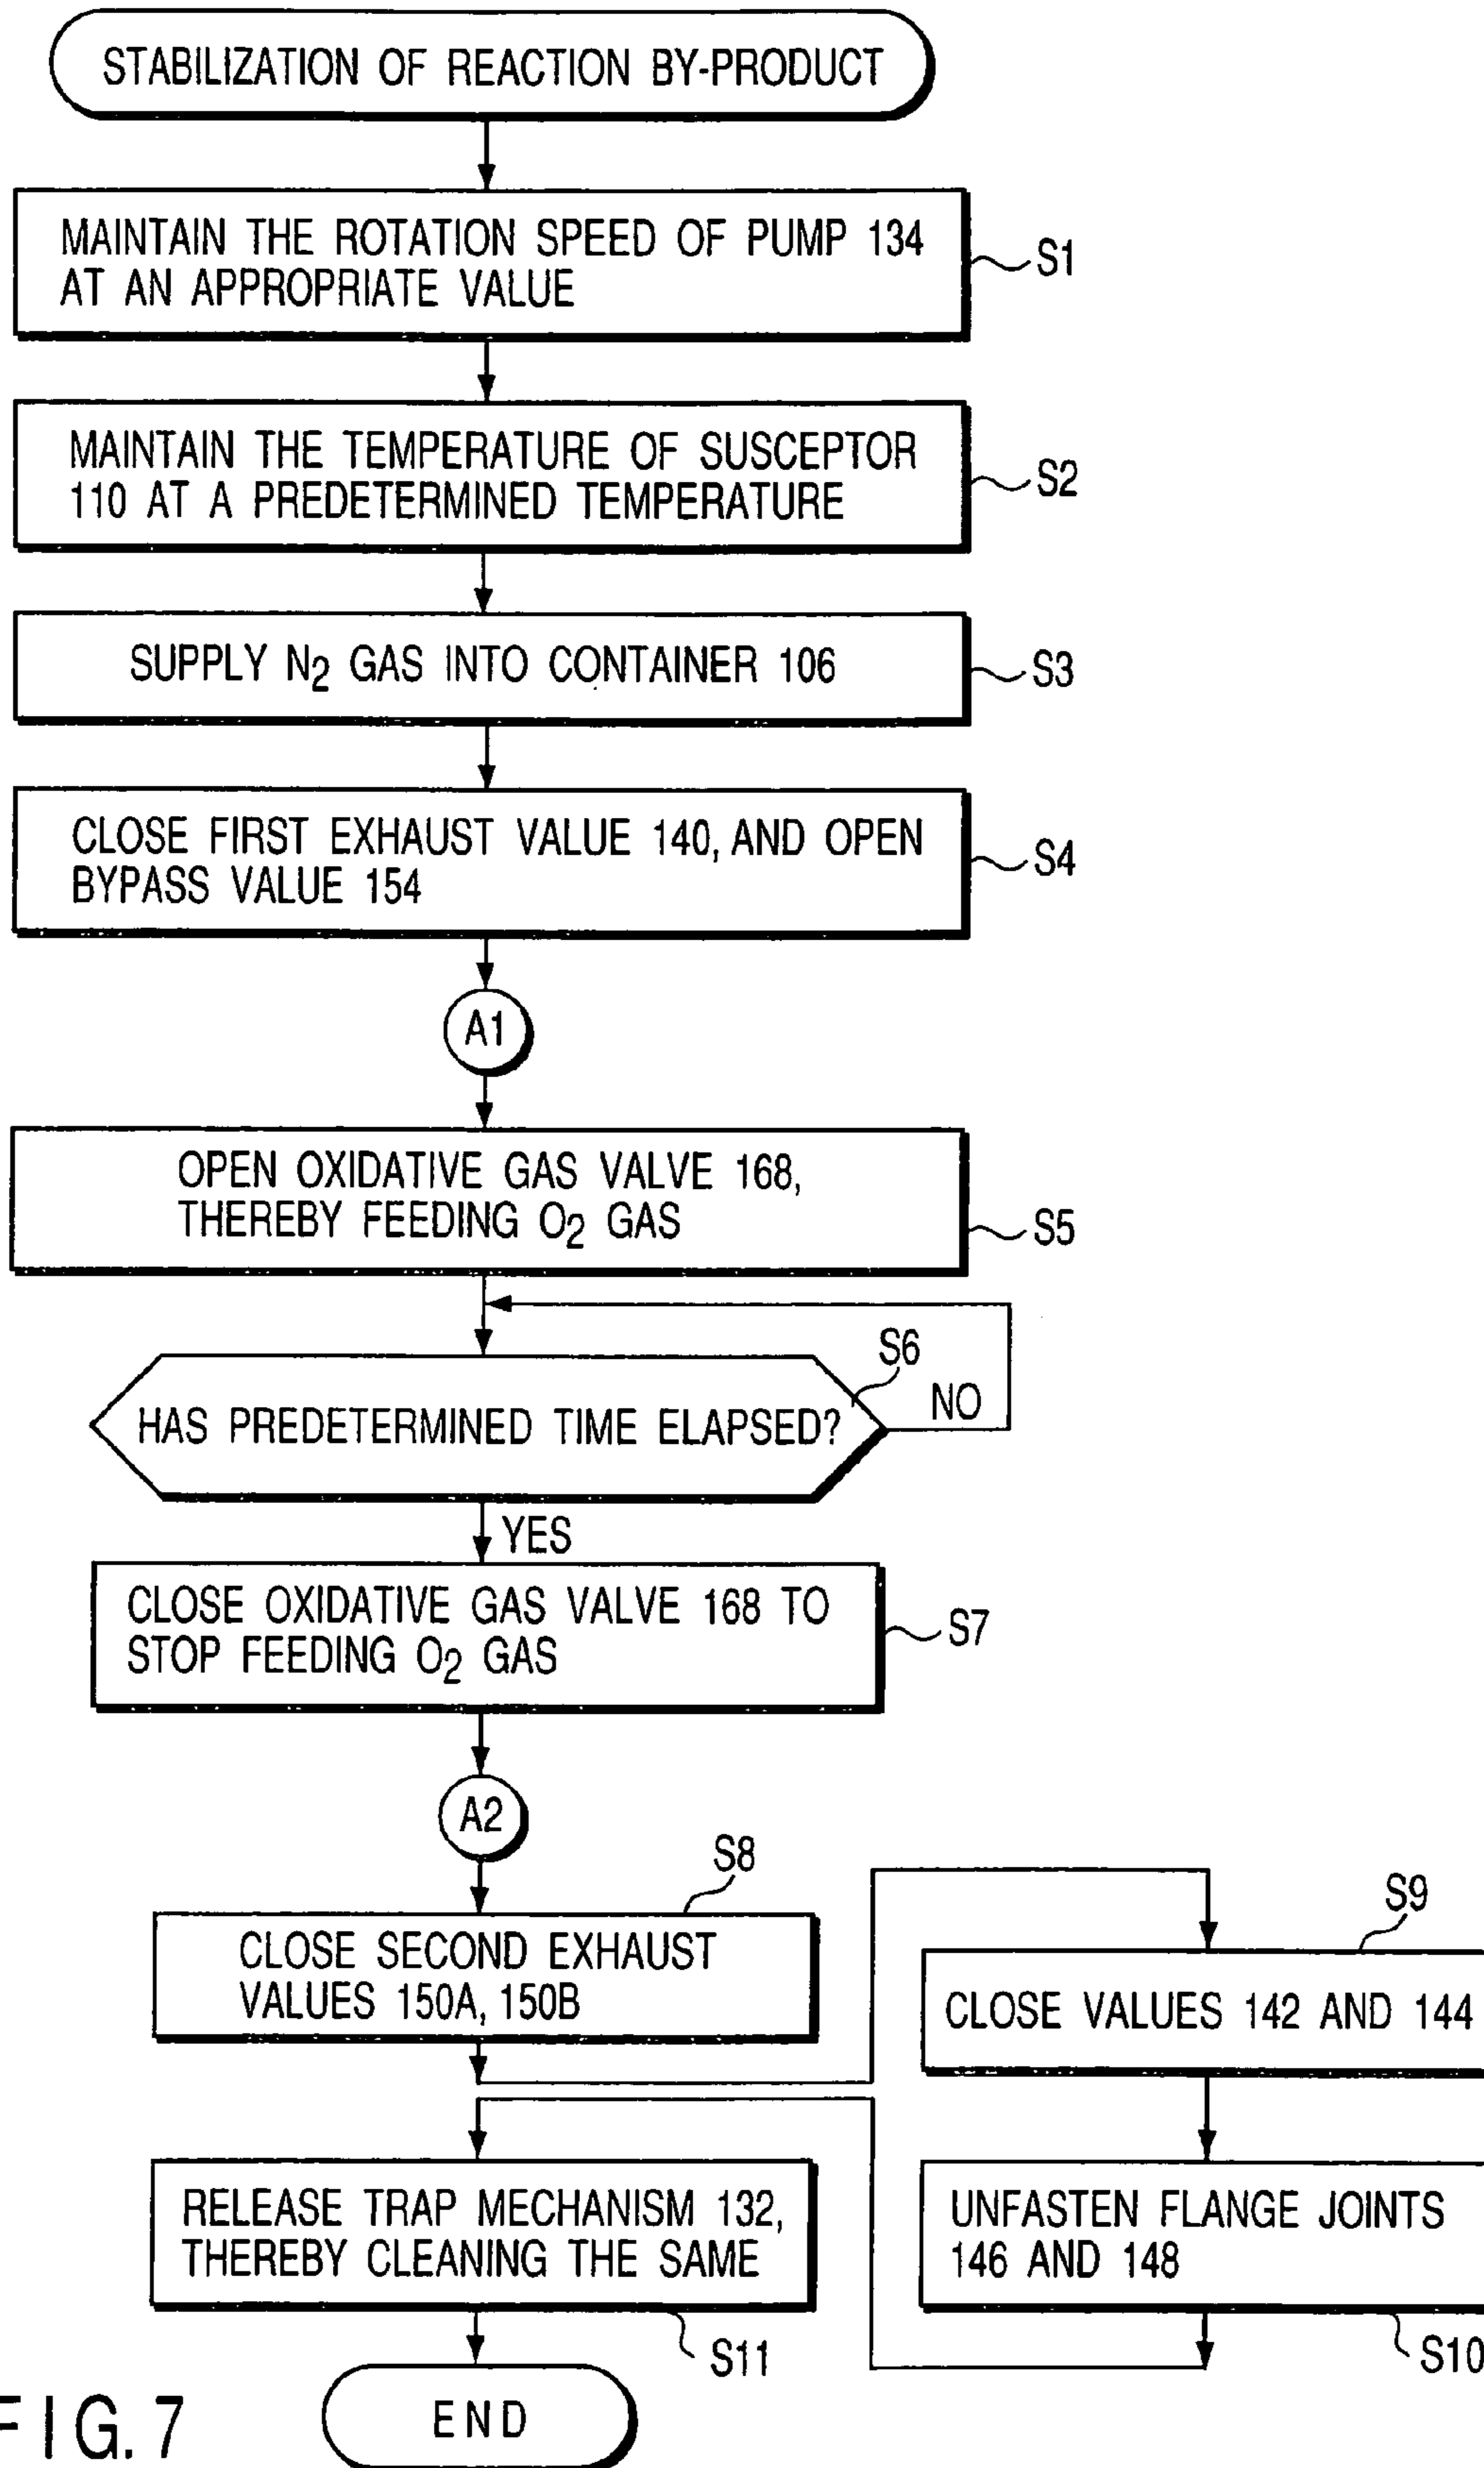 STABILIZATION OF REACTION BY-PRODUCT
MAINTAIN THE ROTATION SPEED OF PUMP 134
AT AN APPROPRIATE VALUE
S1
MAINTAIN THE TEMPERATURE OF SUSCEPTOR
110 AT A PREDETERMINED TEMPERATURE
S2
SUPPLY N2 GAS INTO CONTAINER 106
S3
CLOSE FIRST EXHAUST VALUE 140, AND OPEN
BYPASS VALUE 154
S4
A1
OPEN OXIDATIVE GAS VALVE 168,
THEREBY FEEDING O2 GAS
S5
S6
NO
HAS PREDETERMINED TIME ELAPSED?
YES
CLOSE OXIDATIVE GAS VALVE 168 TO
STOP FEEDING O2 GAS
S7
A2
S8
CLOSE SECOND EXHAUST
VALUES 150A, 150B
S9
CLOSE VALUES 142 AND 144
UNFASTEN FLANGE JOINTS
146 AND 148
S10
RELEASE TRAP MECHANISM 132,
THEREBY CLEANING THE SAME
S11
END
FIG. 7